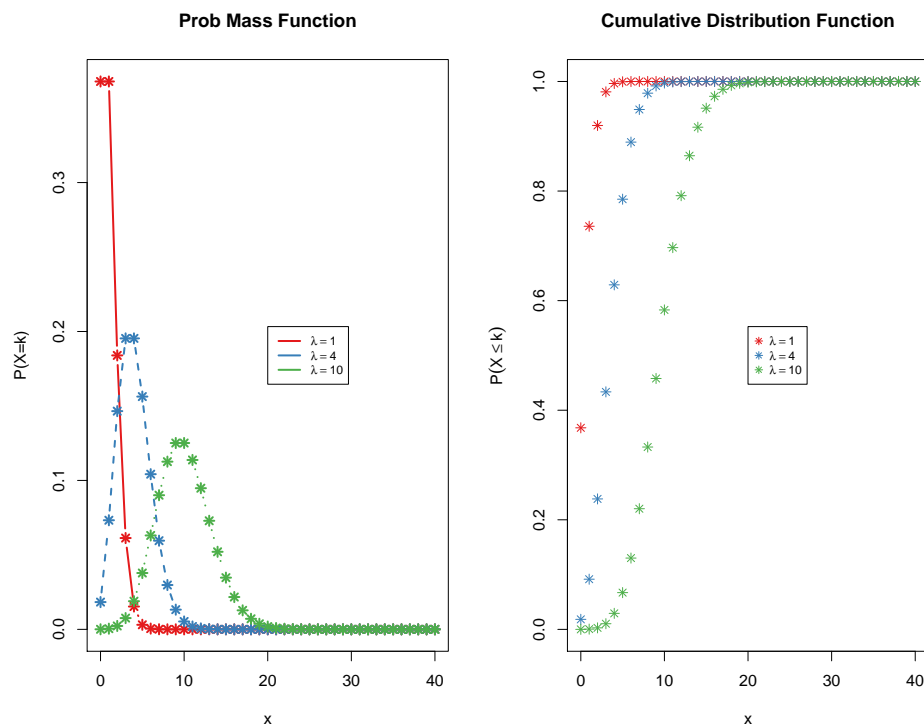 Prob Mass Function
P(X=k)
0.3
0.2
0.1
0.0
λ = 1
λ = 4
λ = 10
0 10 20 30 40
x
Cumulative Distribution Function
P(X ≤ k)
1.0
0.8
0.6
0.4
0.2
0.0
λ = 1
λ = 4
λ = 10
0 10 20 30 40
x